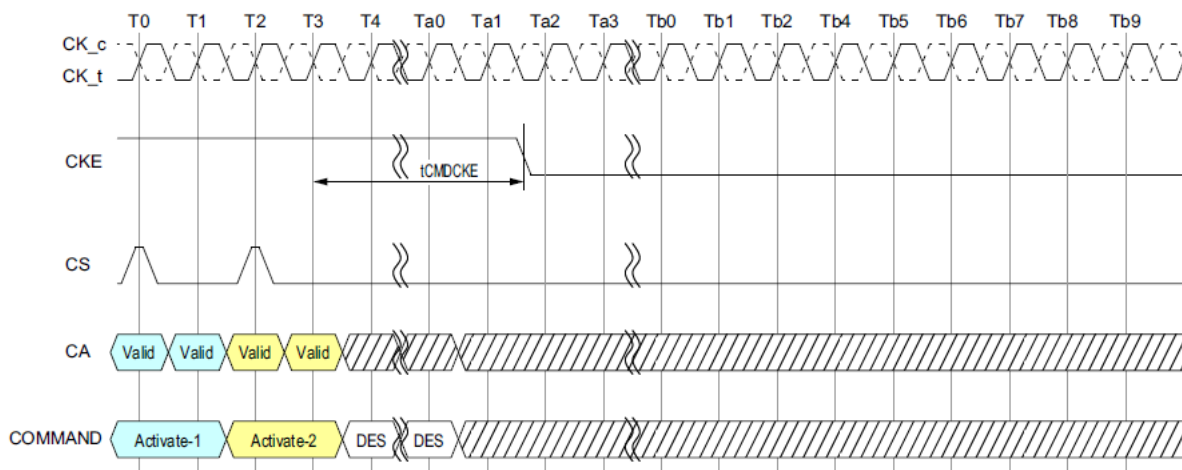 T0 T1 T2 T3 T4 Ta0 Ta1 Ta2 Ta3 Tb0 Tb1 Tb2 Tb4 Tb5 Tb6 Tb7 Tb8 Tb9
CK_c
CK_t
CKE
tCMDCKE
CS
CA Valid Valid Valid Valid
COMMAND Activate-1 Activate-2 DES DES